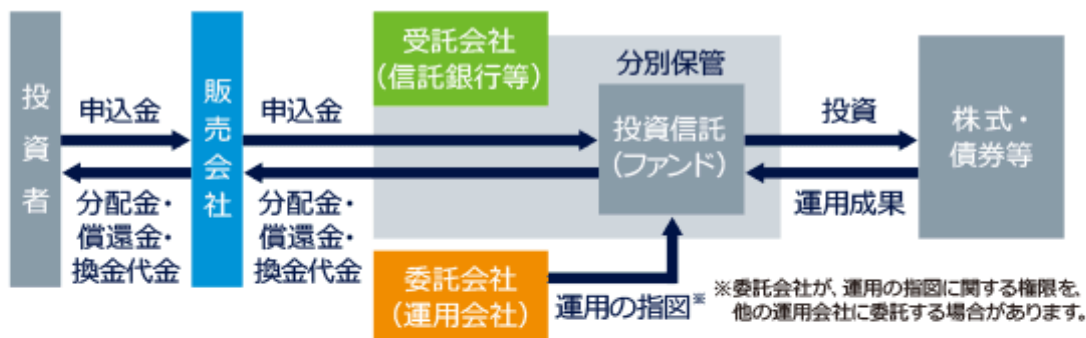 投資者
申込金
分配金・
償還金・
換金代金
販売会社
申込金
分配金・
償還金・
換金代金
受託会社
（信託銀行等）
分別保管
投資信託
（ファンド）
委託会社
（運用会社）
運用の指図※
投資
運用成果
株式・
債券等
※委託会社が、運用の指図に関する権限を、
他の運用会社に委託する場合があります。